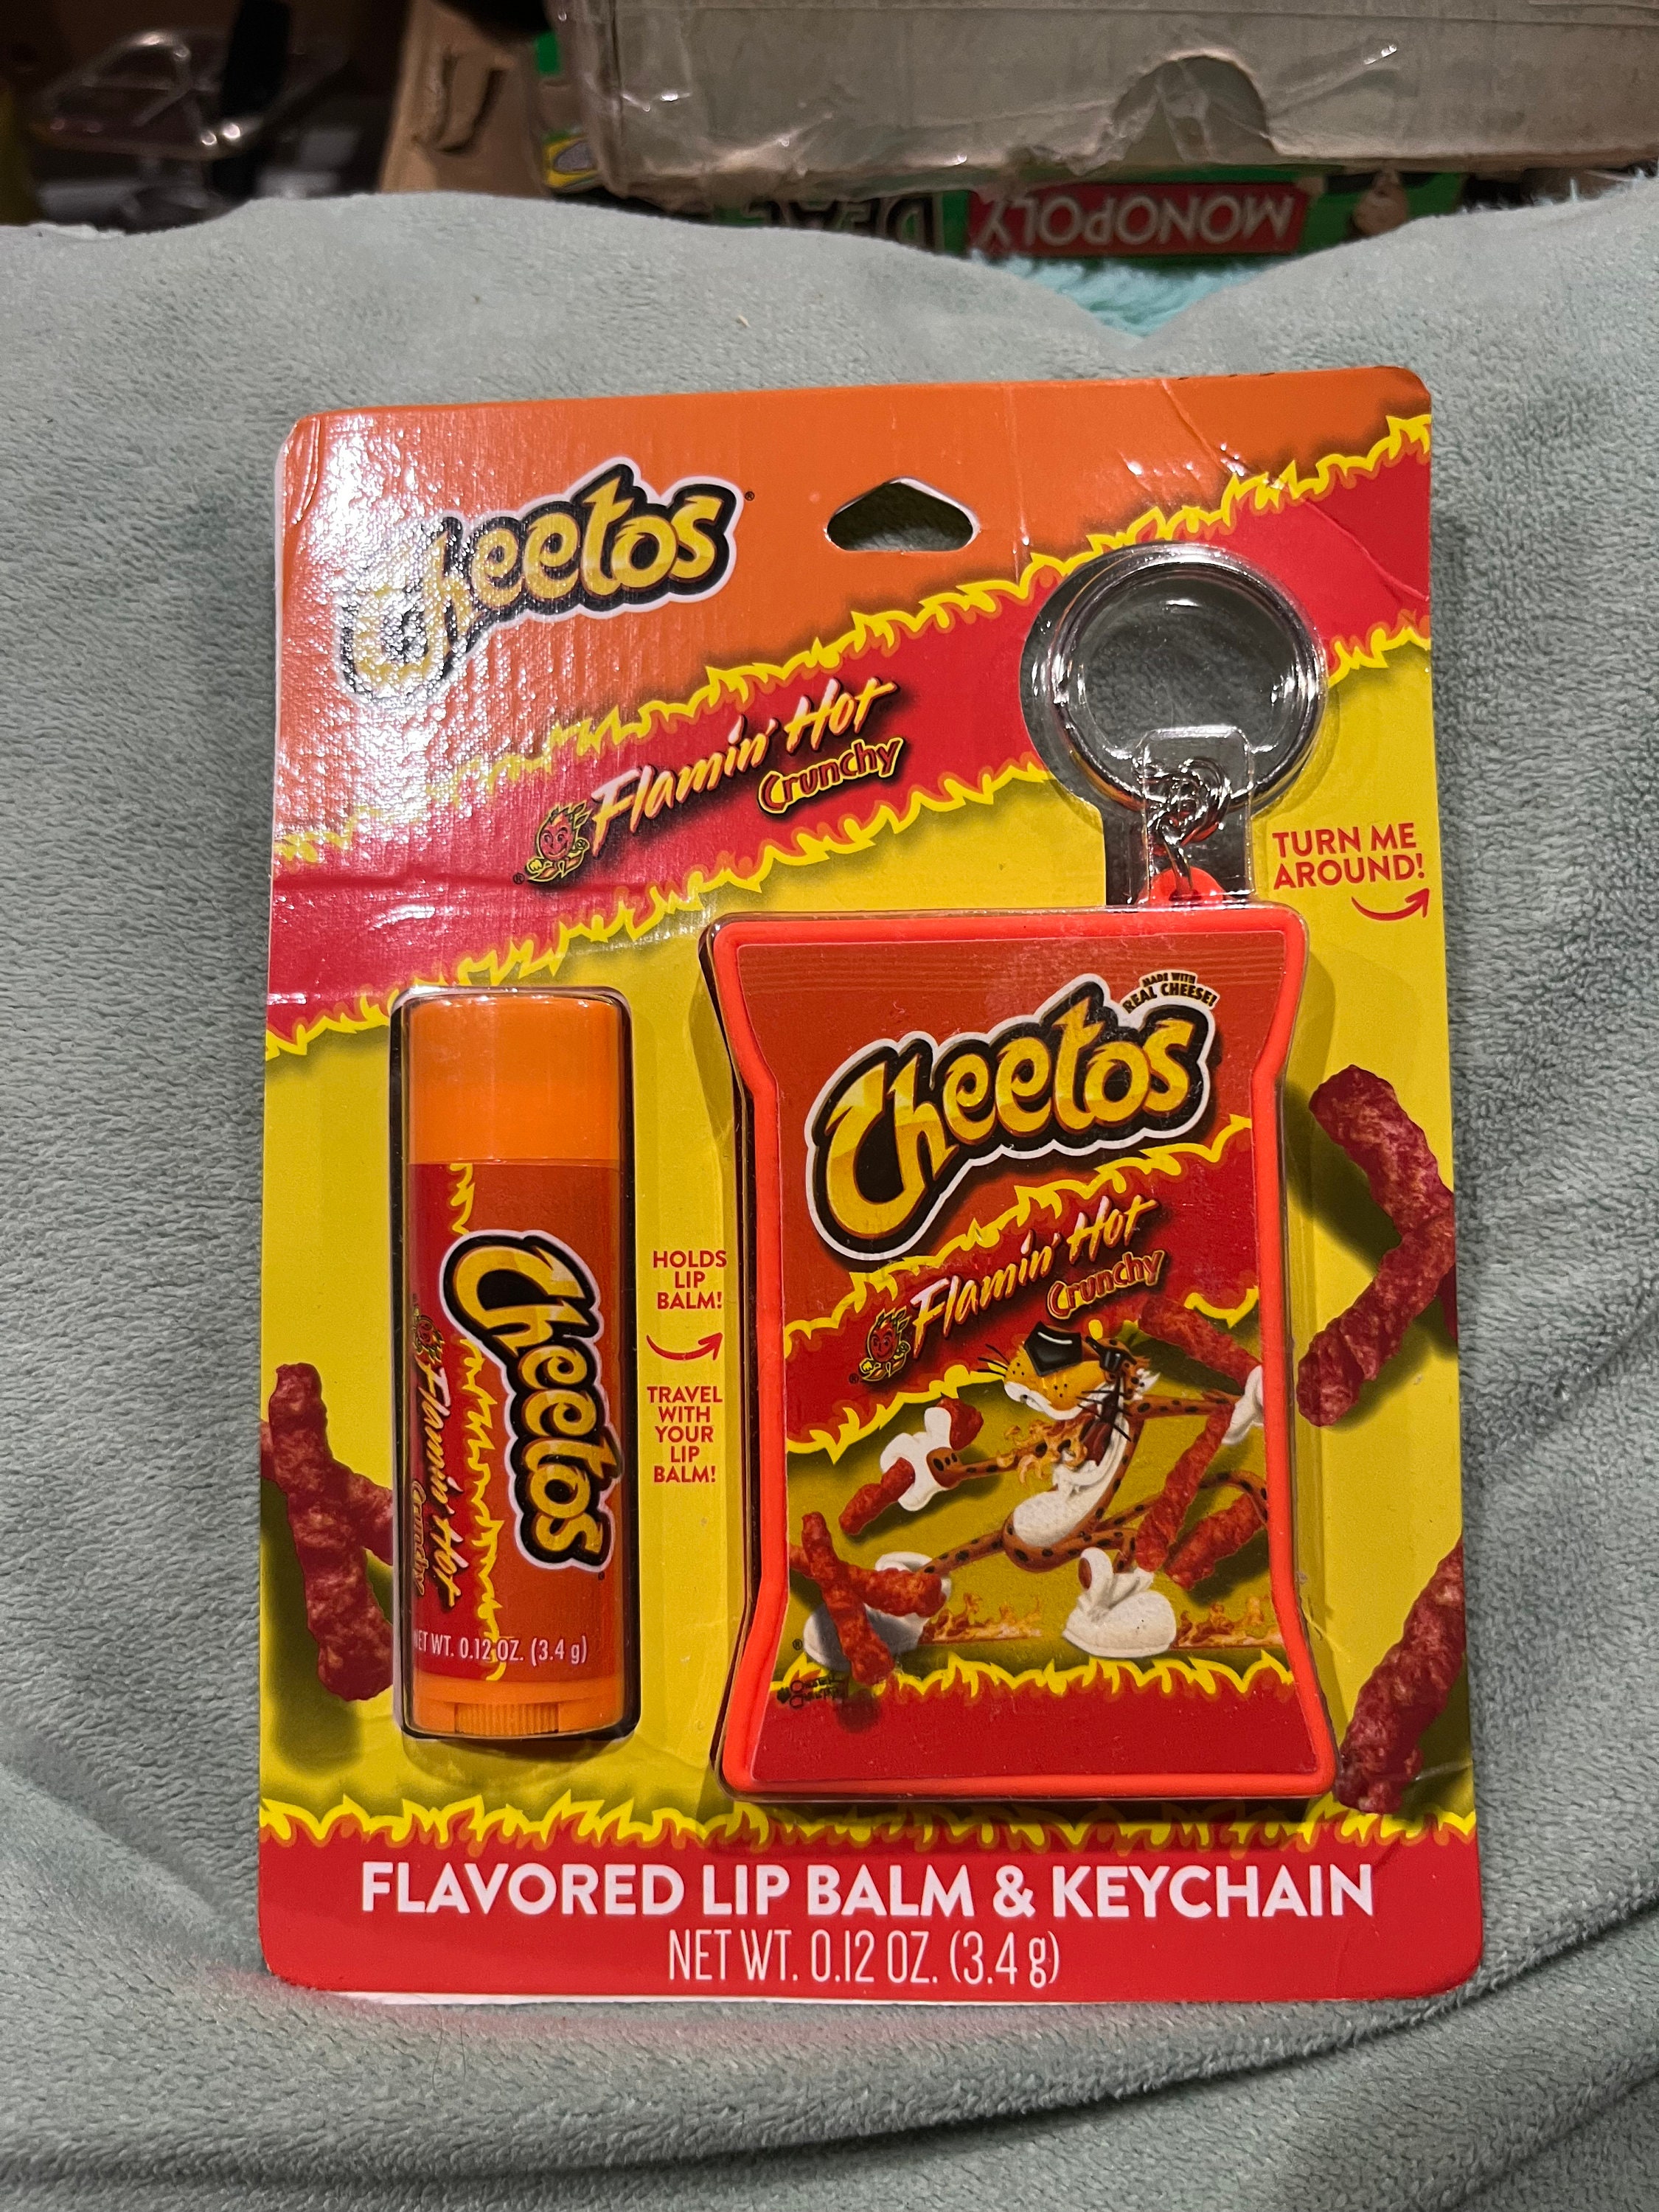 MONOPOLY
Cheetos
Flamin' Hot
Crunchy
TURN ME
AROUND!
MADE WITH
REAL CHEESE!
Cheetos
Flamin' Hot
Crunchy
HOLDS
LIP
BALM!
TRAVEL
WITH
YOUR
LIP
BALM!
Cheetos
Flamin' Hot
Crunchy
NET WT. 0.12 OZ. (3.4 g)
FLAVORED LIP BALM & KEYCHAIN
NET WT. 0.12 OZ. (3.4 g)